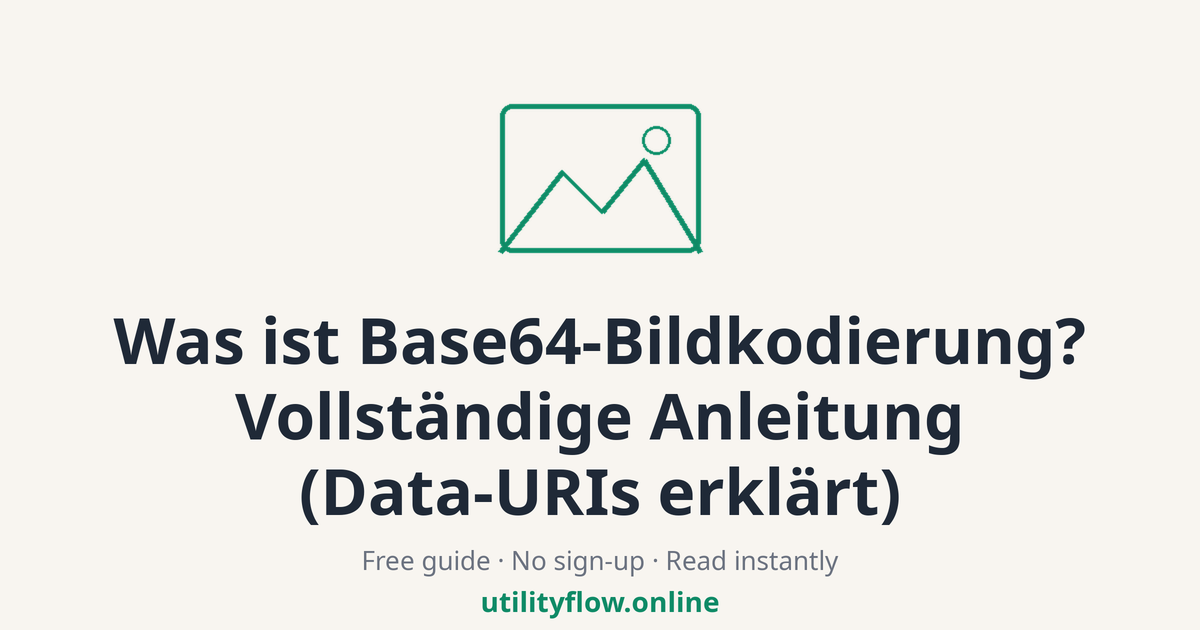 Was ist Base64-Bildkodierung?
Vollständige Anleitung
(Data-URIs erklärt)
Free guide · No sign-up · Read instantly
utilityflow.online